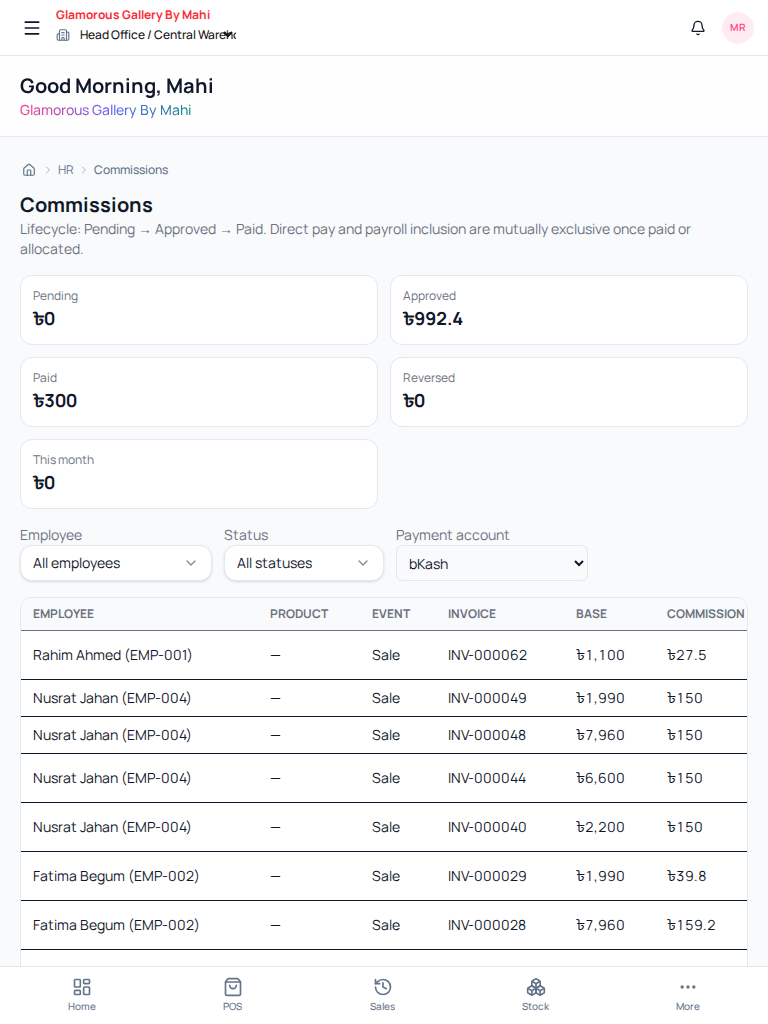 Glamorous Gallery By Mahi
Head Office / Central
MR
Good Morning, Mahi
Glamorous Gallery By Mahi
HR
Commissions
Commissions
Lifecycle: Pending → Approved → Paid. Direct pay and payroll inclusion are mutually exclusive once paid or
allocated.
Pending
৳0
Approved
৳992.4
Paid
৳300
Reversed
৳0
This month
৳0
Employee
Status
Payment account
All employees
All statuses
bKash
EMPLOYEE PRODUCT EVENT INVOICE BASE COMMISSION
Rahim Ahmed (EMP-001) — Sale INV-000062 ৳1,100 ৳27.5
Nusrat Jahan (EMP-004) — Sale INV-000049 ৳1,990 ৳150
Nusrat Jahan (EMP-004) — Sale INV-000048 ৳7,960 ৳150
Nusrat Jahan (EMP-004) — Sale INV-000044 ৳6,600 ৳150
Nusrat Jahan (EMP-004) — Sale INV-000040 ৳2,200 ৳150
Fatima Begum (EMP-002) — Sale INV-000029 ৳1,990 ৳39.8
Fatima Begum (EMP-002) — Sale INV-000028 ৳7,960 ৳159.2
Home
POS
Sales
Stock
More